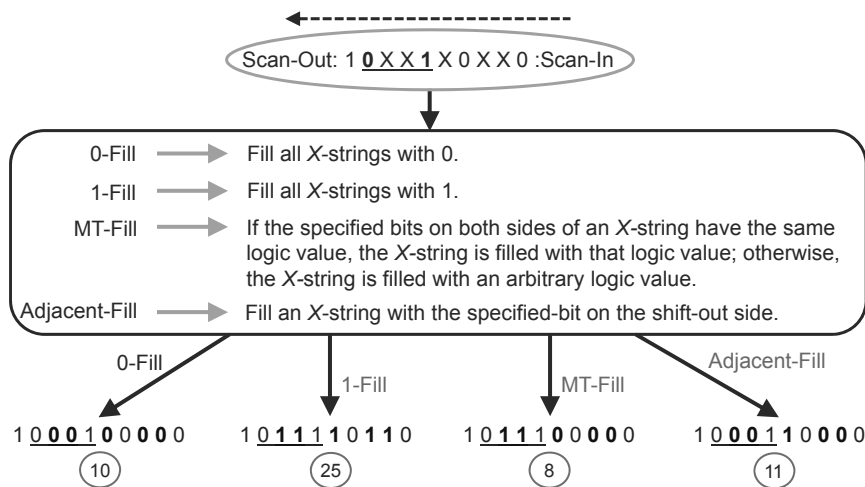 Scan-Out: 1 0 X X 1 X 0 X X 0 :Scan-In
0-Fill Fill all X-strings with 0.
1-Fill Fill all X-strings with 1.
MT-Fill If the specified bits on both sides of an X-string have the same
logic value, the X-string is filled with that logic value; otherwise,
the X-string is filled with an arbitrary logic value.
Adjacent-Fill Fill an X-string with the specified-bit on the shift-out side.
0-Fill 1-Fill MT-Fill Adjacent-Fill
1 0 0 0 1 0 0 0 0 0 1 0 1 1 1 1 0 1 1 0 1 0 1 1 1 0 0 0 0 0 1 0 0 0 1 1 0 0 0 0
10 25 8 11